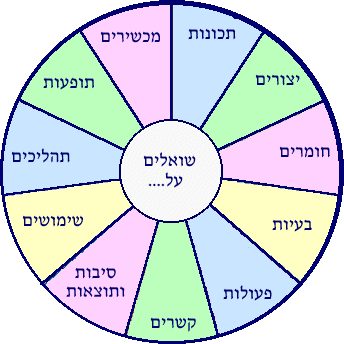 שואלים
על....
תכונות
יצורים
חומרים
בעיות
פעולות
קשרים
סיבות
ותוצאות
שימושים
תהליכים
תופעות
מכשירים